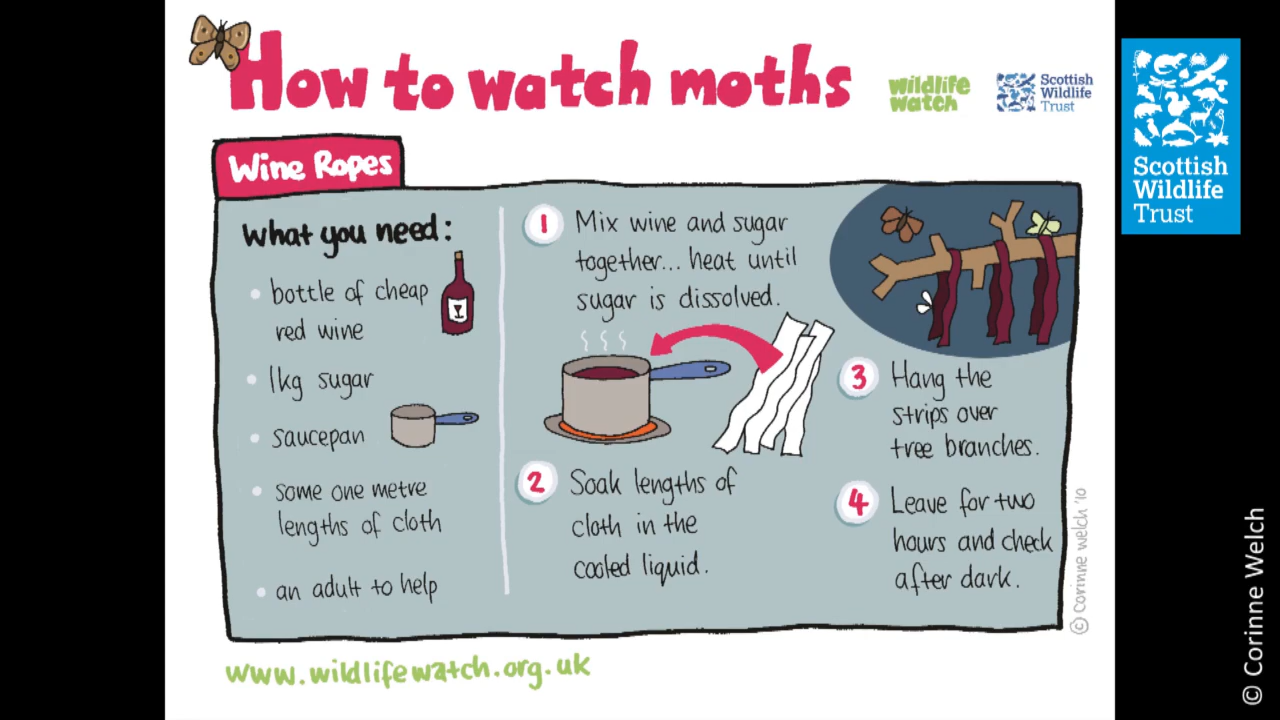 How to watch moths
wildlife
watch
Scottish
Wildlife
Trust
Scottish
Wildlife
Trust
Wine Ropes
What you need:
bottle of cheap
red wine
1kg sugar
saucepan
some one metre
lengths of cloth
an adult to help
1 Mix wine and sugar
together... heat until
sugar is dissolved.
2 Soak lengths of
cloth in the
cooled liquid.
3 Hang the
strips over
tree branches.
4 Leave for two
hours and check
after dark.
© Corinne Welch '10
www.wildlifewatch.org.uk
© Corinne Welch